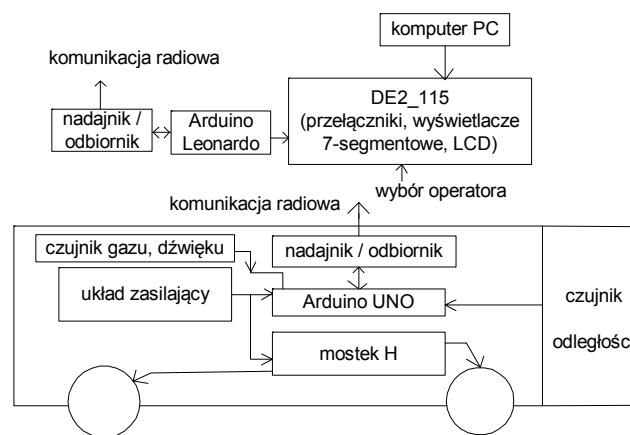 komputer PC
komunikacja radiowa
DE2_115
(przełączniki, wyświetlacze
7-segmentowe, LCD)
nadajnik /
odbiornik
Arduino
Leonardo
wybór operatora
komunikacja radiowa
nadajnik / odbiornik
czujnik gazu, dźwięku
układ zasilający
Arduino UNO
czujnik
odległośc
mostek H